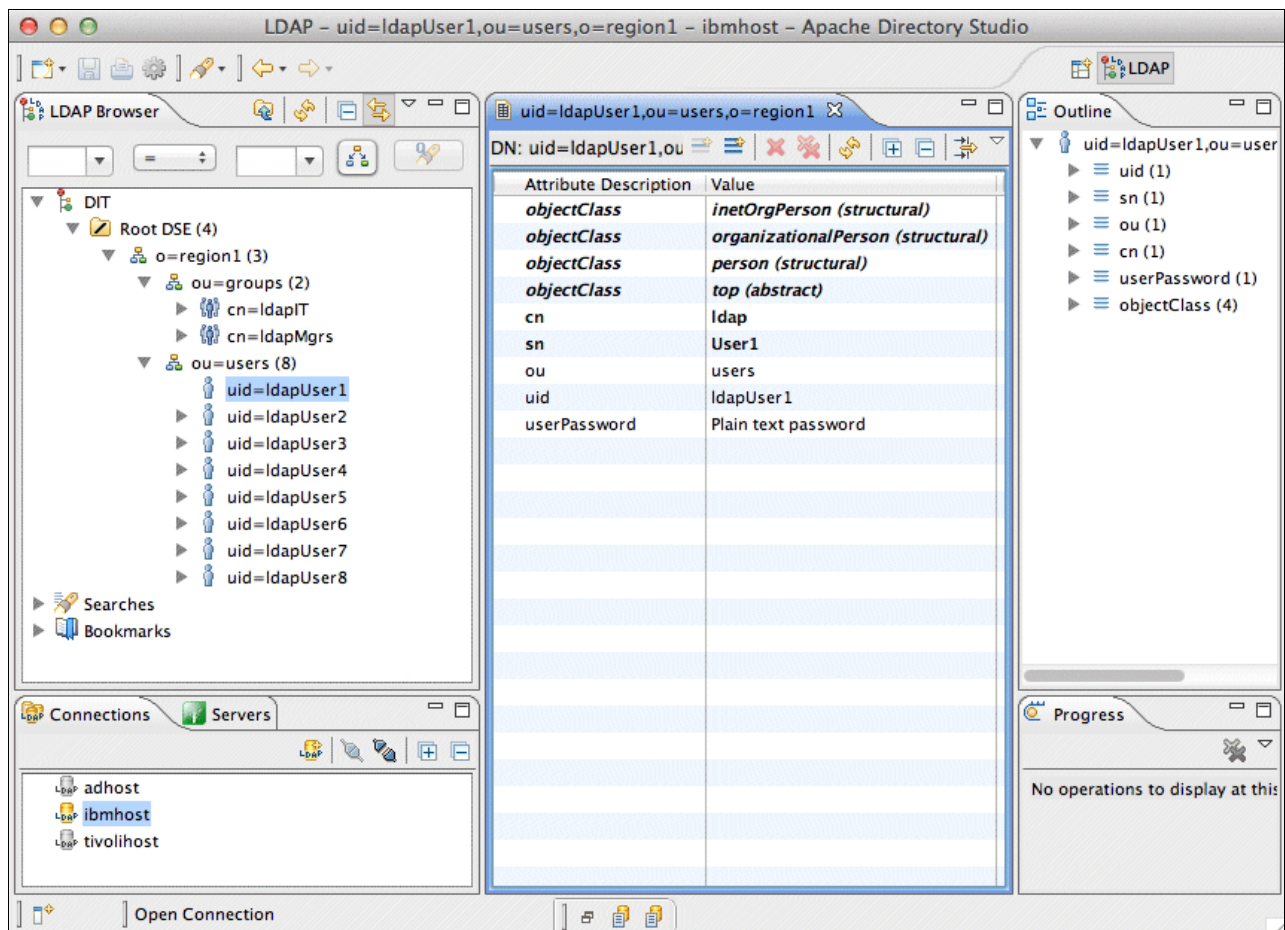 LDAP – uid=ldapUser1,ou=users,o=region1 – ibmhost – Apache Directory Studio
LDAP
LDAP Browser
=
DIT
Root DSE (4)
o=region1 (3)
ou=groups (2)
cn=ldapIT
cn=ldapMgrs
ou=users (8)
uid=ldapUser1
uid=ldapUser2
uid=ldapUser3
uid=ldapUser4
uid=ldapUser5
uid=ldapUser6
uid=ldapUser7
uid=ldapUser8
Searches
Bookmarks
uid=ldapUser1,ou=users,o=region1
DN: uid=ldapUser1,ou
Attribute Description Value
objectClass inetOrgPerson (structural)
objectClass organizationalPerson (structural)
objectClass person (structural)
objectClass top (abstract)
cn ldap
sn User1
ou users
uid ldapUser1
userPassword Plain text password
Outline
uid=ldapUser1,ou=user
uid (1)
sn (1)
ou (1)
cn (1)
userPassword (1)
objectClass (4)
LDAP Connections Servers
LDAP
LDAP adhost
LDAP ibmhost
LDAP tivolihost
Progress
No operations to display at this
Open Connection